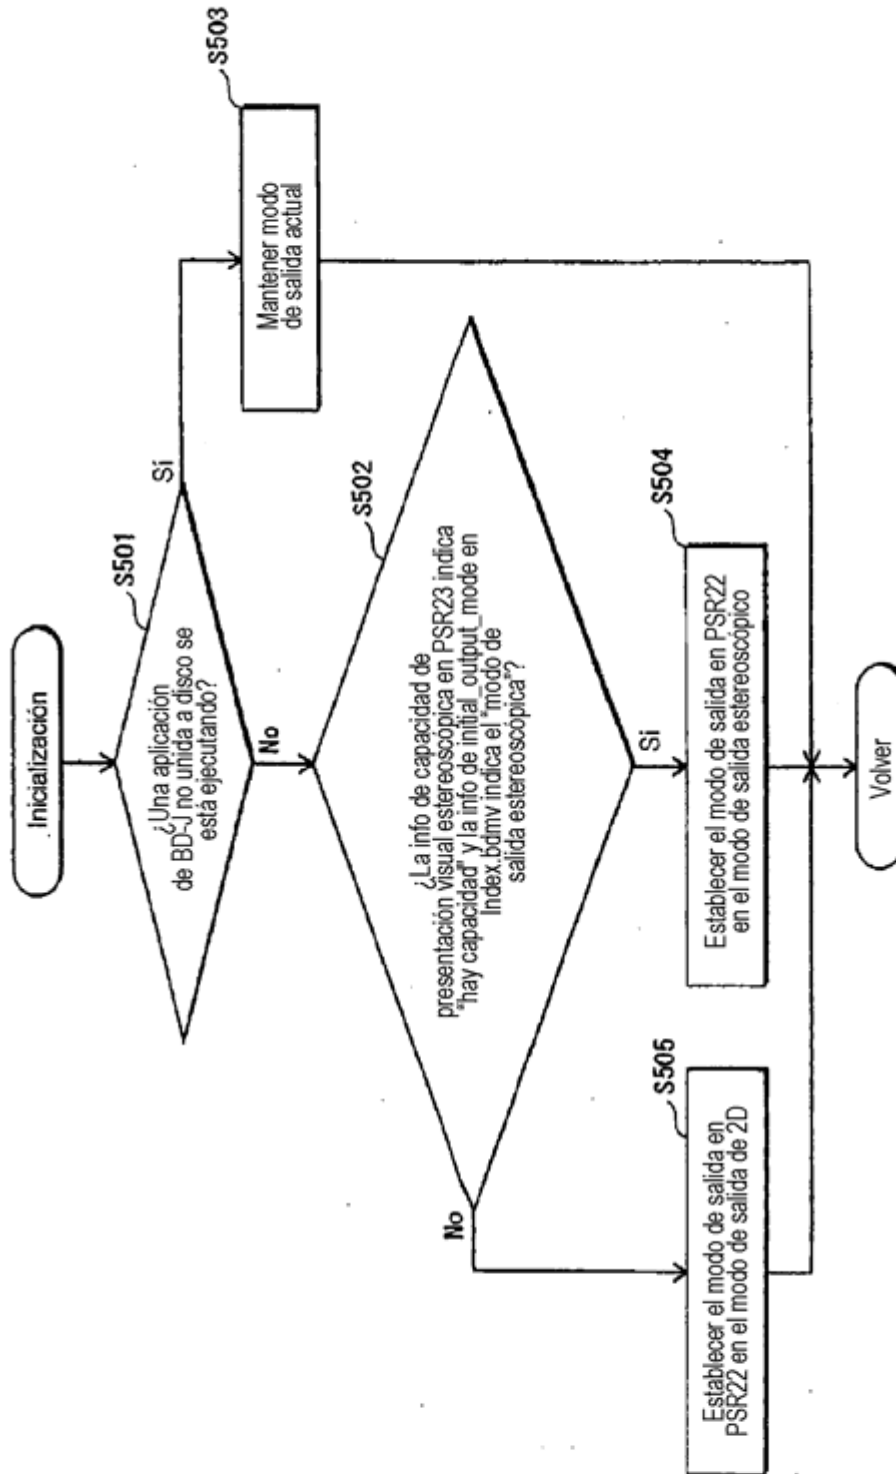 Inicialización
S501
¿Una aplicación
de BD-J no unida a disco se
está ejecutando?
Sí
S503
Mantener modo
de salida actual
No
S502
¿La info de capacidad de
presentación visual estereoscópica en PSR23 indica
"hay capacidad" y la info de initial_output_mode en
Index.bdmv indica el "modo de
salida estereoscópica"?
No
Si
S505
Establecer el modo de salida en
PSR22 en el modo de salida de 2D
S504
Establecer el modo de salida en PSR22
en el modo de salida estereoscópico
Volver